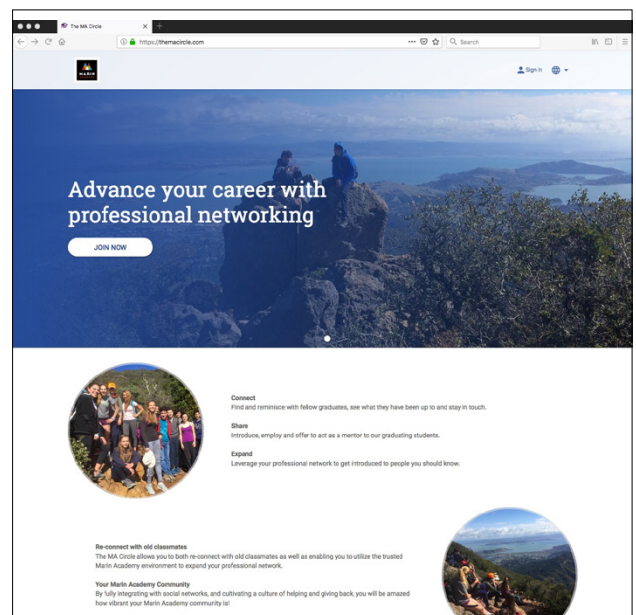 The MA Circle
https://themacircle.com
Search
MARIN
Sign in
Advance your career with
professional networking
JOIN NOW
Connect
Find and reminisce with fellow graduates, see what they have been up to and stay in touch.
Share
Introduce, employ and offer to act as a mentor to our graduating students.
Expand
Leverage your professional network to get introduced to people you should know.
Re-connect with old classmates
The MA Circle allows you to both re-connect with old classmates as well as enabling you to utilize the trusted
Marin Academy environment to expand your professional network.
Your Marin Academy Community
By fully integrating with social networks, and cultivating a culture of helping and giving back, you will be amazed
how vibrant your Marin Academy community is!